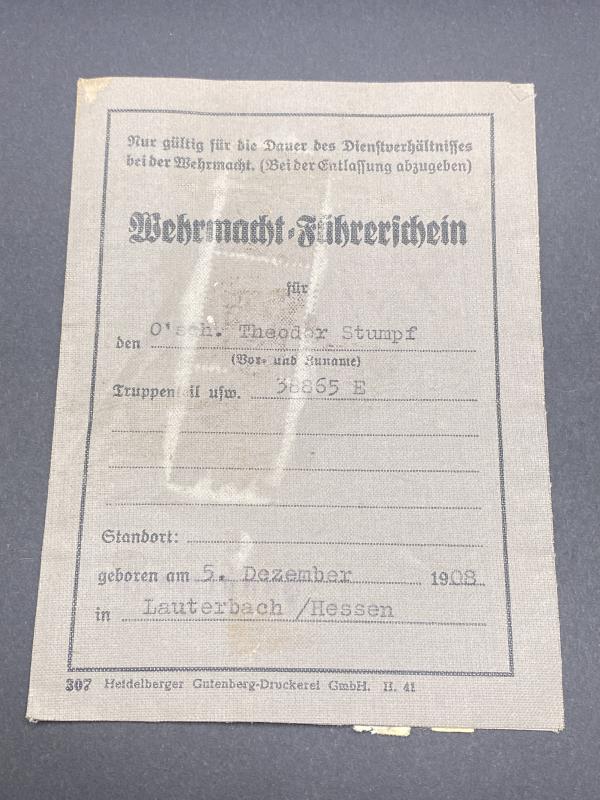 Nur gültig für die Dauer des Dienstverhältnisses
bei der Wehrmacht. (Bei der Entlassung abzugeben)
Wehrmacht-Führerschein
für
den O'sch. Theodor Stumpf
(Vor- und Zuname)
Truppenteil usw. 38865 E
Standort:
geboren am 5. Dezember 1908
in Lauterbach /Hessen
307 Heidelberger Gutenberg-Druckerei GmbH. II. 41